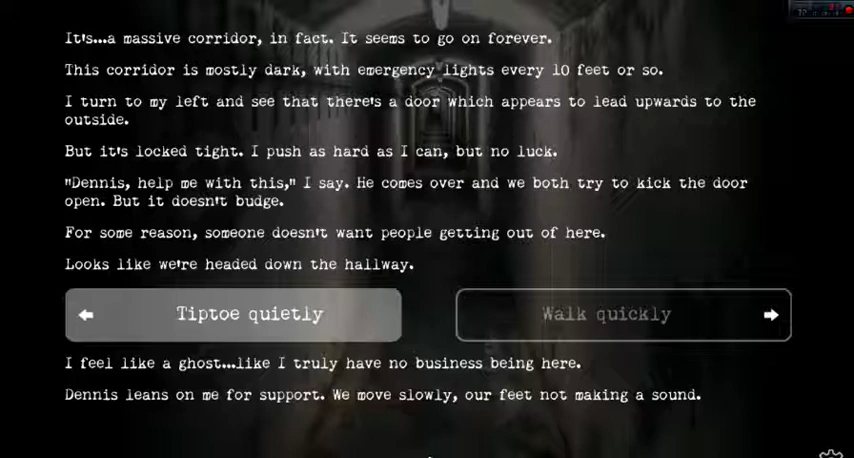 It's...a massive corridor, in fact. It seems to go on forever.
This corridor is mostly dark, with emergency lights every 10 feet or so.
I turn to my left and see that there's a door which appears to lead upwards to the
outside.
But it's locked tight. I push as hard as I can, but no luck.
"Dennis, help me with this," I say. He comes over and we both try to kick the door
open. But it doesn't budge.
For some reason, someone doesn't want people getting out of here.
Looks like we're headed down the hallway.
Tiptoe quietly
Walk quickly
I feel like a ghost...like I truly have no business being here.
Dennis leans on me for support. We move slowly, our feet not making a sound.